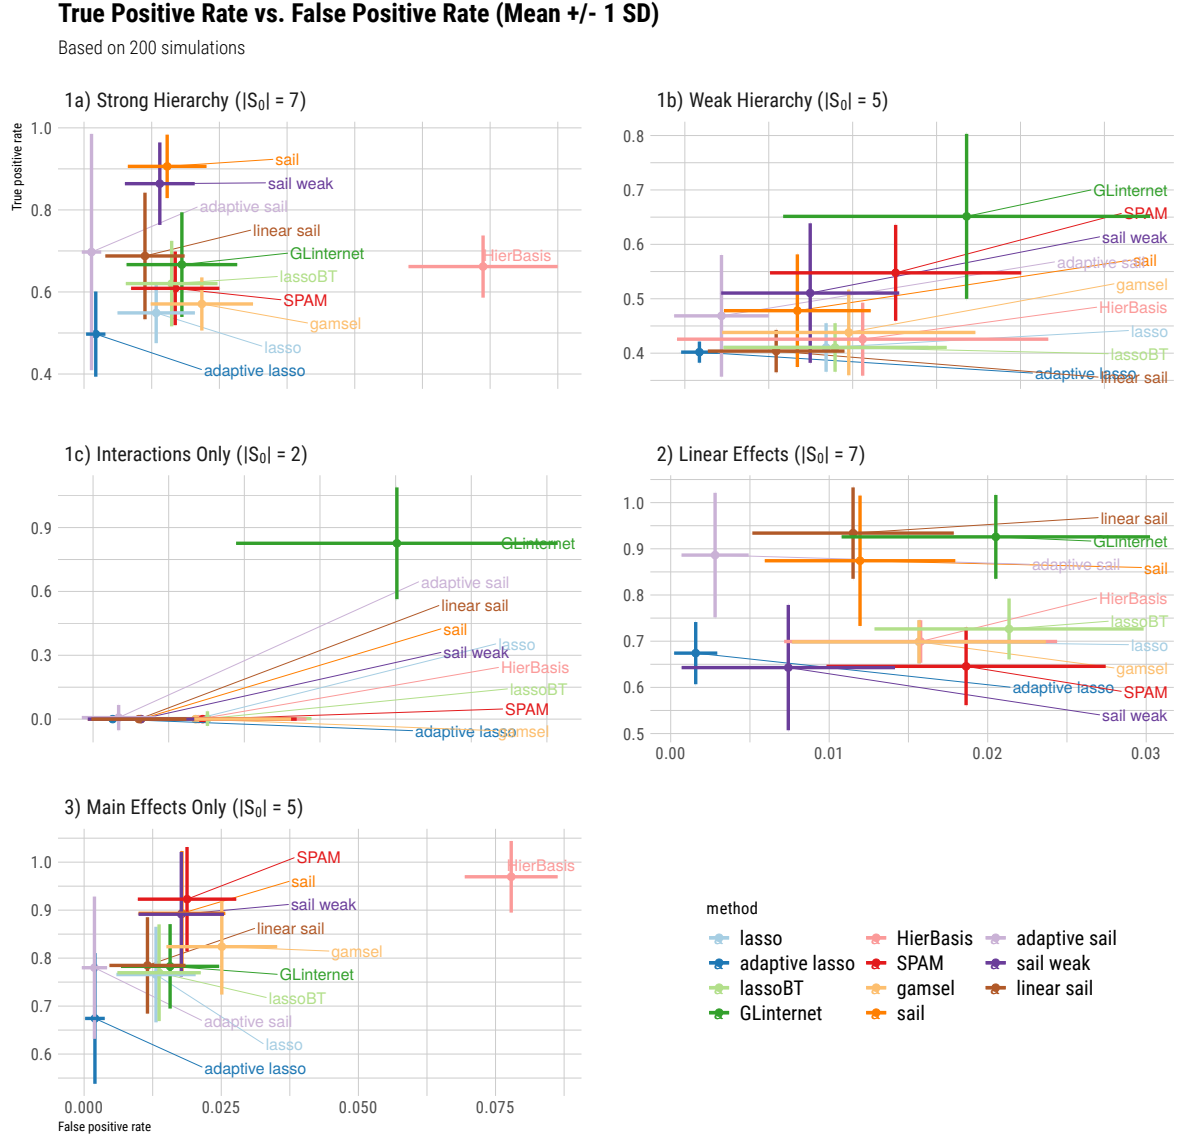 True Positive Rate vs. False Positive Rate (Mean +/- 1 SD)
Based on 200 simulations
1a) Strong Hierarchy (|S₀| = 7)
True positive rate
1.0
0.8
0.6
0.4
sail
sail weak
adaptive sail
linear sail
GLinternet
HierBasis
lassoBT
SPAM
gamsel
lasso
adaptive lasso
1b) Weak Hierarchy (|S₀| = 5)
0.8
0.7
0.6
0.5
0.4
GLinternet
SPAM
sail weak
adaptive sail
sail
gamsel
HierBasis
lasso
lassoBT
adaptive lasso
linear sail
1c) Interactions Only (|S₀| = 2)
0.9
0.6
0.3
0.0
GLinternet
adaptive sail
linear sail
sail
lasso
sail weak
HierBasis
lassoBT
SPAM
adaptive lasso
gamsel
2) Linear Effects (|S₀| = 7)
1.0
0.9
0.8
0.7
0.6
0.5
linear sail
GLinternet
adaptive sail
sail
HierBasis
lassoBT
lasso
gamsel
adaptive lasso
SPAM
sail weak
0.00 0.01 0.02 0.03
3) Main Effects Only (|S₀| = 5)
1.0
0.9
0.8
0.7
0.6
SPAM
HierBasis
sail
sail weak
linear sail
gamsel
GLinternet
lassoBT
adaptive sail
lasso
adaptive lasso
0.000 0.025 0.050 0.075
False positive rate
method
lasso HierBasis adaptive sail
adaptive lasso SPAM sail weak
lassoBT gamsel linear sail
GLinternet sail